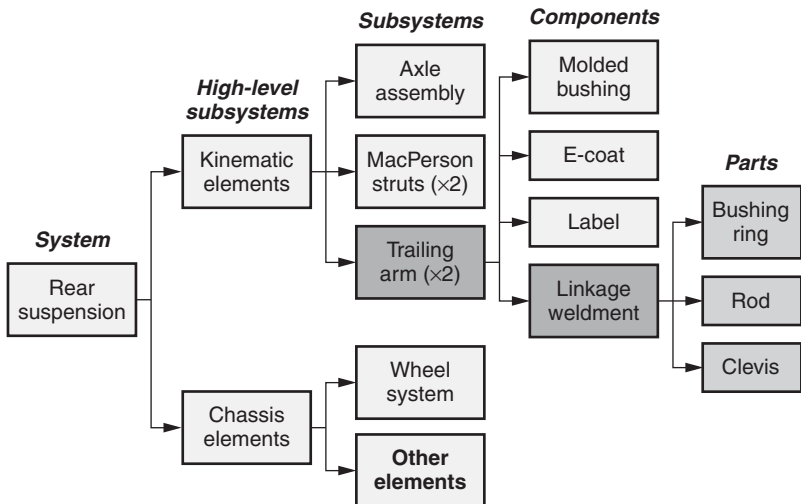 Subsystems
Components
High-level
subsystems
Parts
System
Axle
assembly
Molded
bushing
Kinematic
elements
MacPerson
struts (×2)
E-coat
Label
Bushing
ring
Rear
suspension
Trailing
arm (×2)
Linkage
weldment
Rod
Clevis
Chassis
elements
Wheel
system
Other
elements